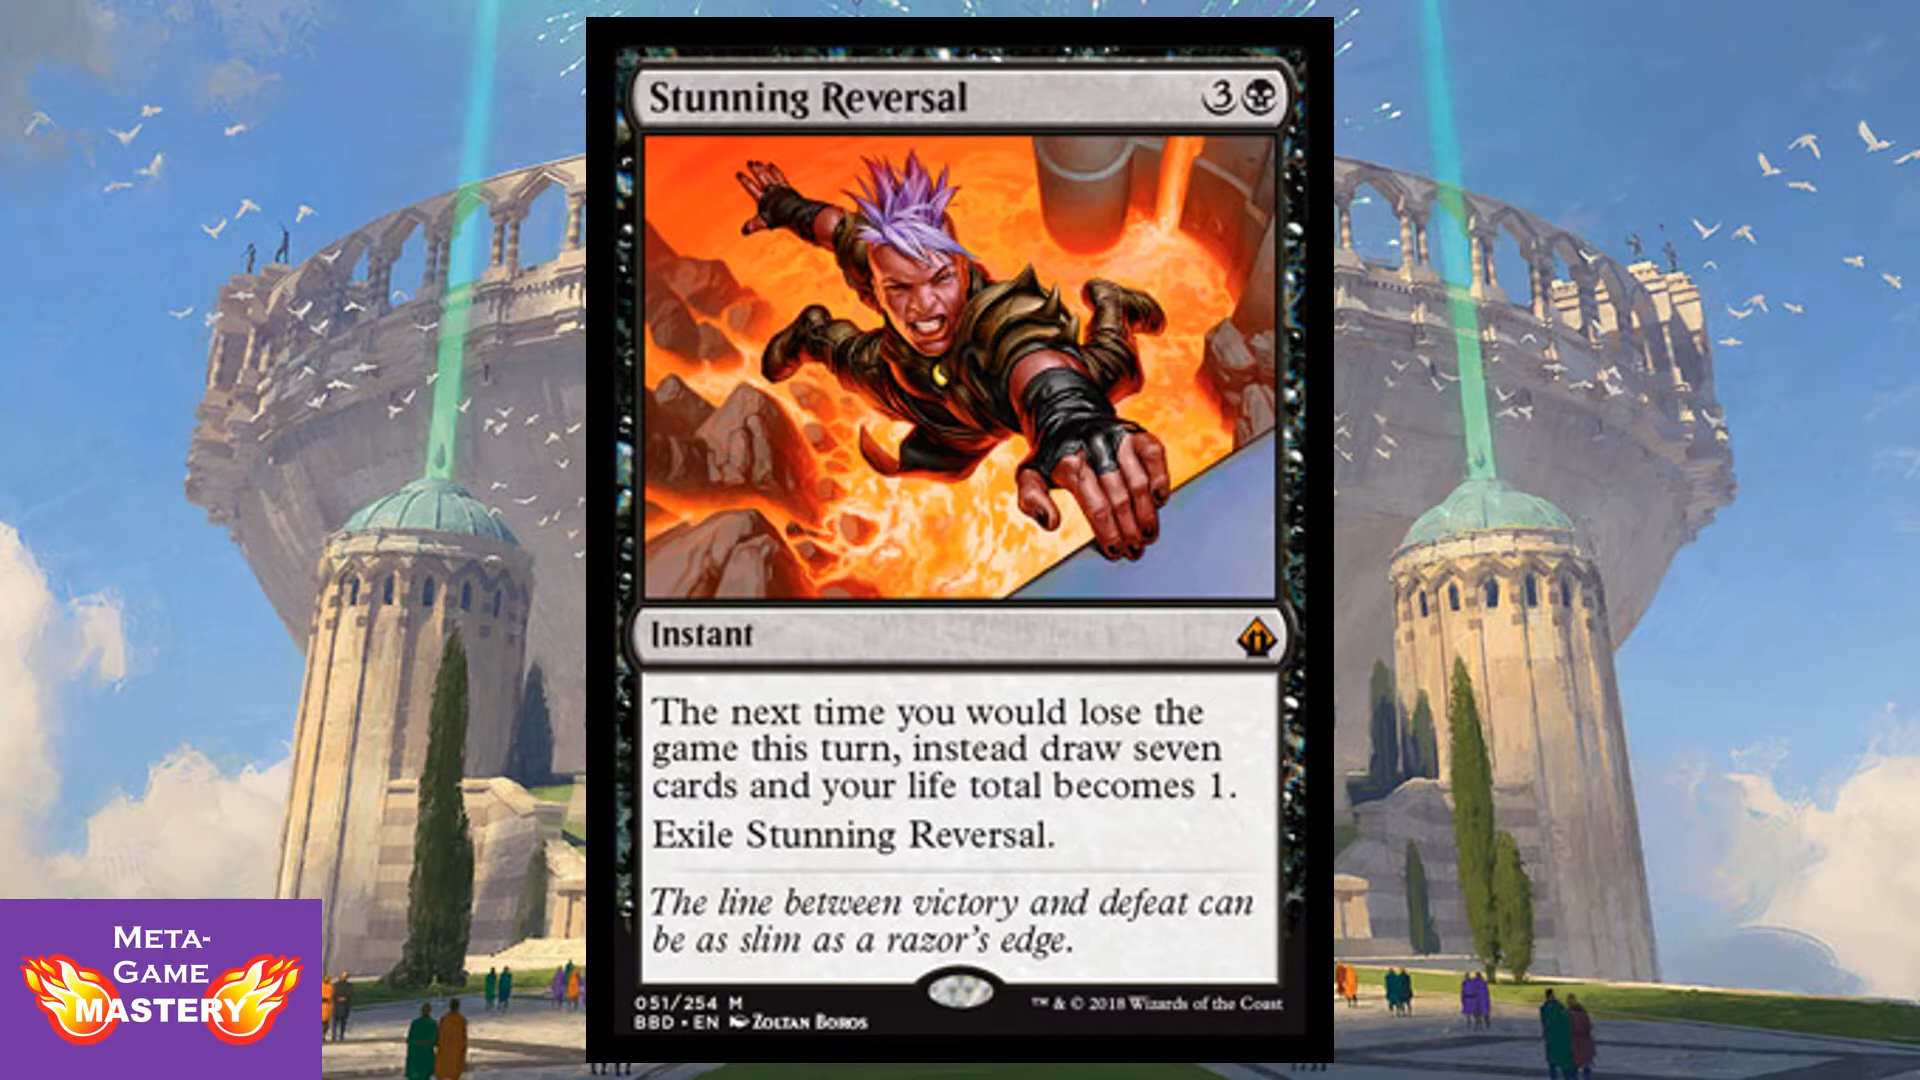 Stunning Reversal 3
Instant
The next time you would lose the
game this turn, instead draw seven
cards and your life total becomes 1.
Exile Stunning Reversal.
The line between victory and defeat can
be as slim as a razor's edge.
051/254 M
™ & © 2018 Wizards of the Coast
BBD • EN Zoltan Boros
META-
GAME
MASTERY